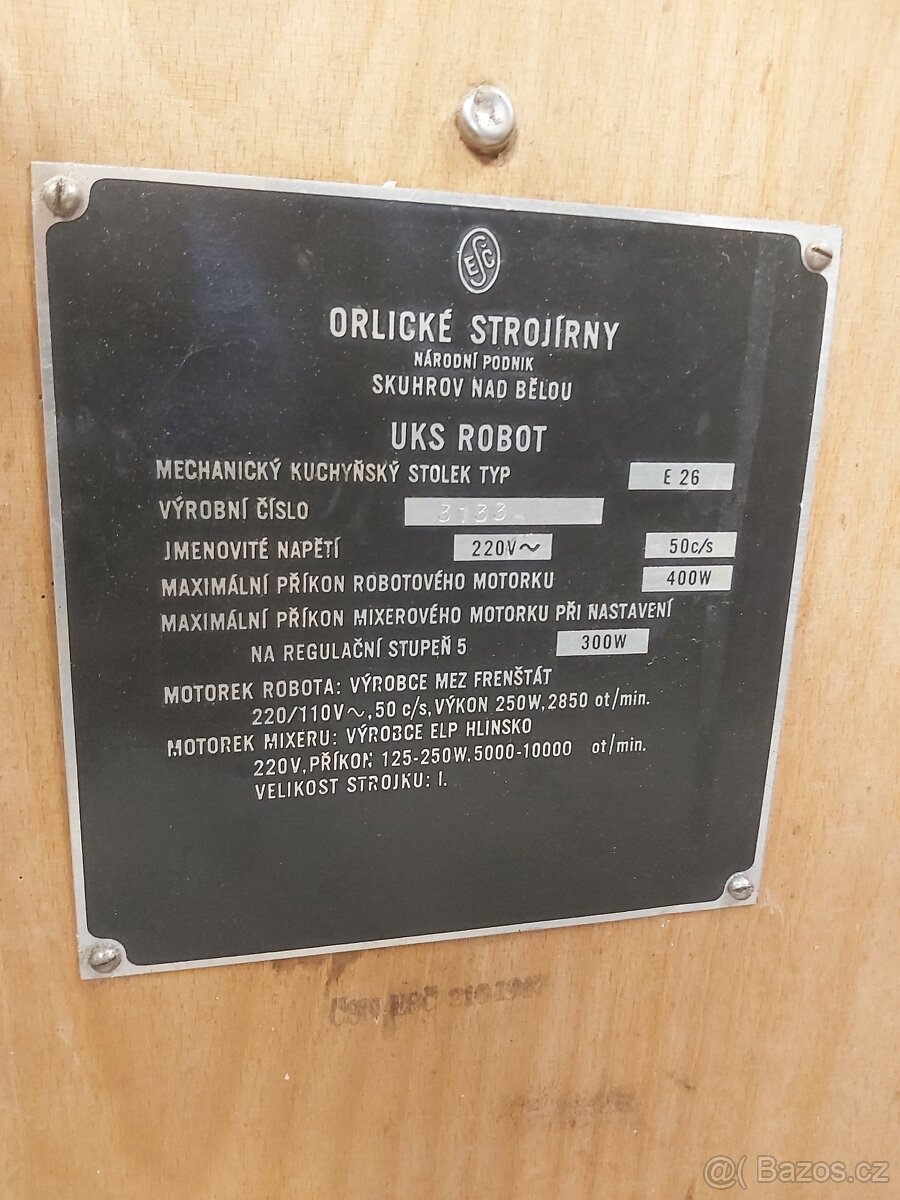 ESČ
ORLICKÉ STROJÍRNY
NÁRODNÍ PODNIK
SKUHROV NAD BĚLOU
UKS ROBOT
MECHANICKÝ KUCHYŇSKÝ STOLEK TYP E 26
VÝROBNÍ ČÍSLO 3133
JMENOVITÉ NAPĚTÍ 220V~ 50c/s
MAXIMÁLNÍ PŘÍKON ROBOTOVÉHO MOTORKU 400W
MAXIMÁLNÍ PŘÍKON MIXEROVÉHO MOTORKU PŘI NASTAVENÍ
NA REGULAČNÍ STUPEŇ 5 300W
MOTOREK ROBOTA: VÝROBCE MEZ FRENŠTÁT
220/110V~,50 c/s,VÝKON 250W,2850 ot/min.
MOTOREK MIXERU: VÝROBCE ELP HLINSKO
220V,PŘÍKON 125-250W,5000-10000 ot/min.
VELIKOST STROJKU: I.
@( Bazos.cz